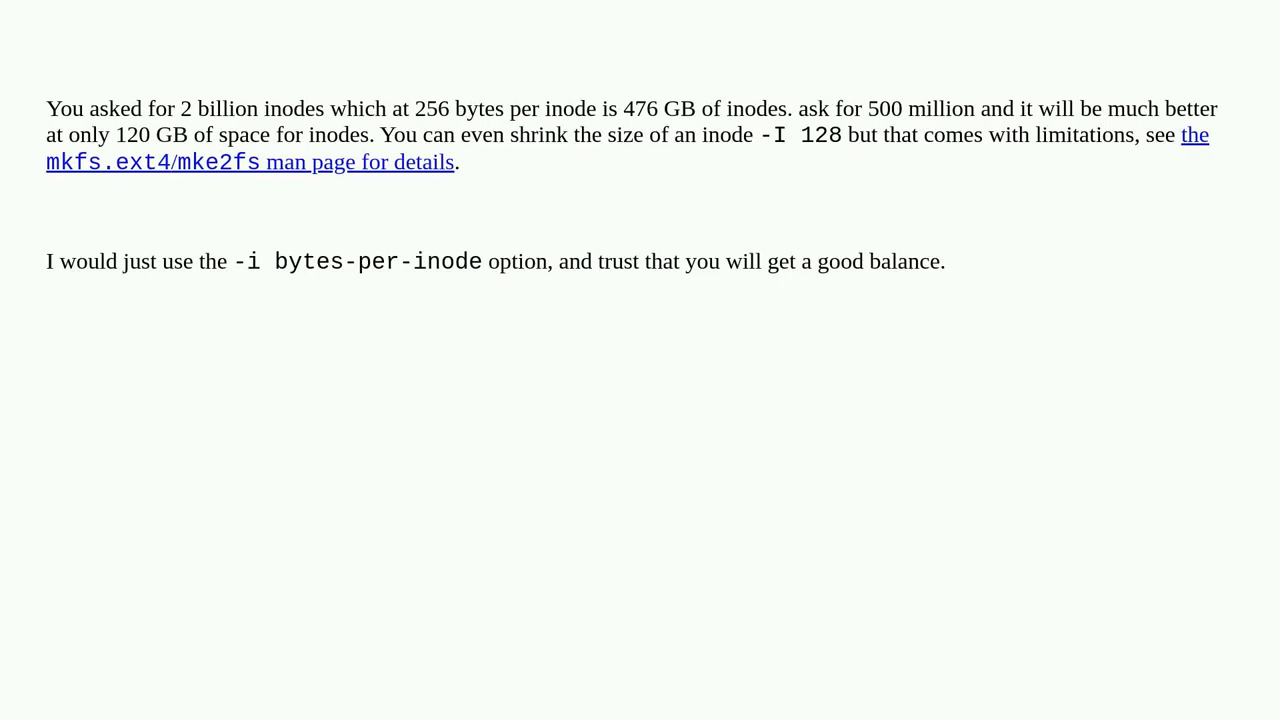 You asked for 2 billion inodes which at 256 bytes per inode is 476 GB of inodes. ask for 500 million and it will be much better
at only 120 GB of space for inodes. You can even shrink the size of an inode -I 128 but that comes with limitations, see the
mkfs.ext4/mke2fs man page for details.
I would just use the -i bytes-per-inode option, and trust that you will get a good balance.